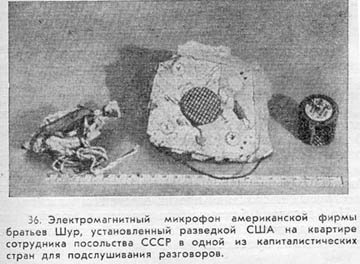 36. Электромагнитный микрофон американской фирмы
братьев Шур, установленный разведкой США на квартире
сотрудника посольства СССР в одной из капиталистических
стран для подслушивания разговоров.